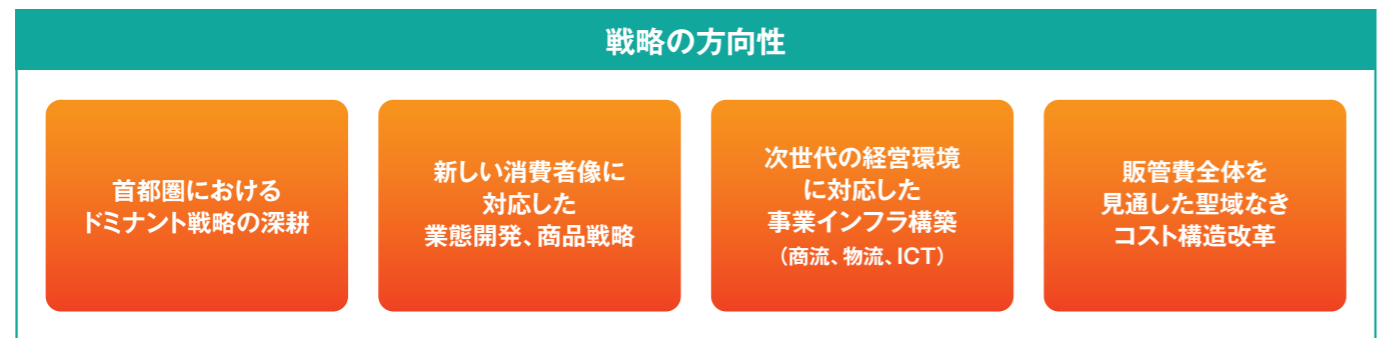 戦略の方向性
首都圏における
ドミナント戦略の深耕
新しい消費者像に
対応した
業態開発、商品戦略
次世代の経営環境
に対応した
事業インフラ構築
（商流、物流、ICT）
販管費全体を
見通した聖域なき
コスト構造改革